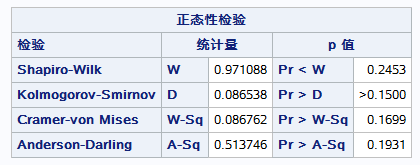 正态性检验
检验 统计量 p 值
Shapiro-Wilk W 0.971088 Pr < W 0.2453
Kolmogorov-Smirnov D 0.086538 Pr > D >0.1500
Cramer-von Mises W-Sq 0.086762 Pr > W-Sq 0.1699
Anderson-Darling A-Sq 0.513746 Pr > A-Sq 0.1931